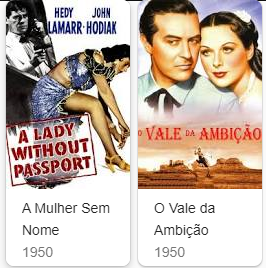 HEDY JOHN
LAMARR HODIAK
A LADY
WITHOUT
PASSPORT
O VALE DA AMBIÇÃO
A Mulher Sem
Nome
1950
O Vale da
Ambição
1950